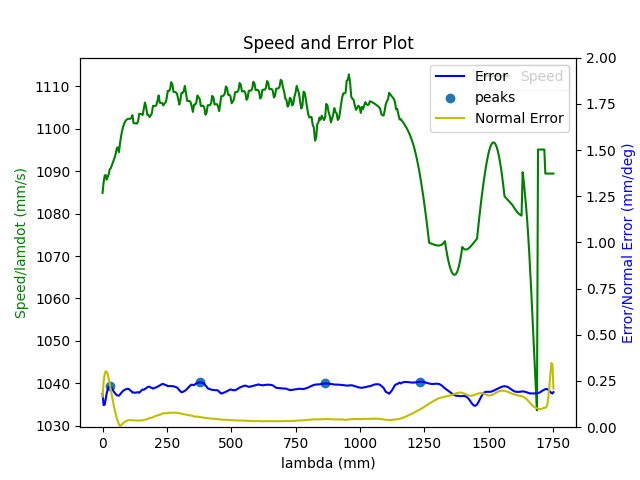 Speed and Error Plot
Speed/lamdot (mm/s)
1110
1100
1090
1080
1070
1060
1050
1040
1030
Error
Speed
peaks
Normal Error
2.00
1.75
1.50
1.25
1.00
0.75
0.50
0.25
0.00
Error/Normal Error (mm/deg)
0 250 500 750 1000 1250 1500 1750
lambda (mm)